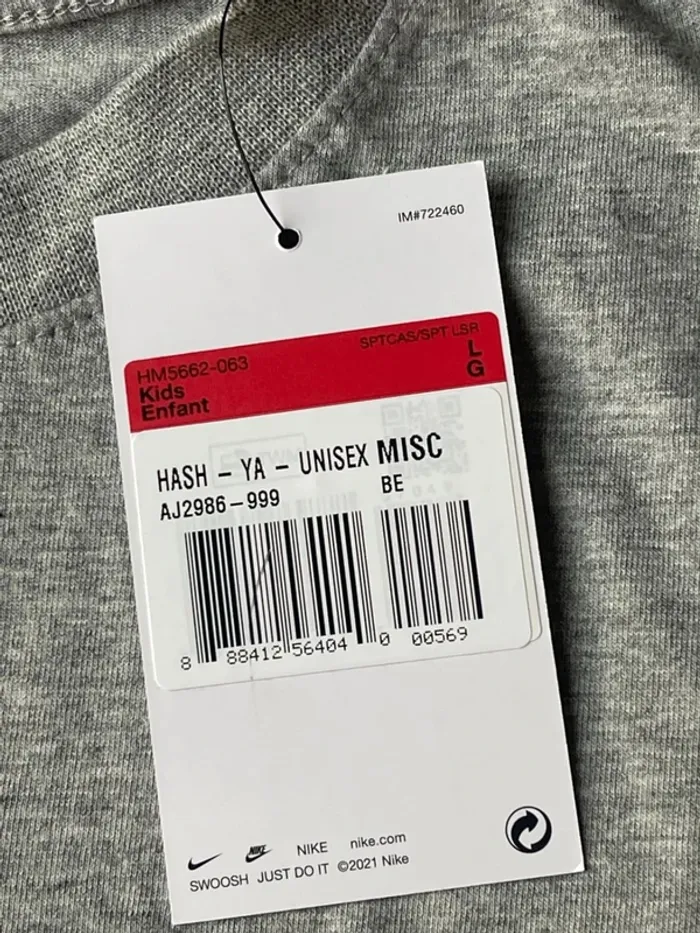 IM#722460
SPTCAS/SPT LSR
HM5662-063
L
Kids
G
Enfant
HASH - YA - UNISEX MISC
AJ2986-999
BE
8 88412 56404 0 00569
NIKE
NIKE nike.com
SWOOSH JUST DO IT ©2021 Nike